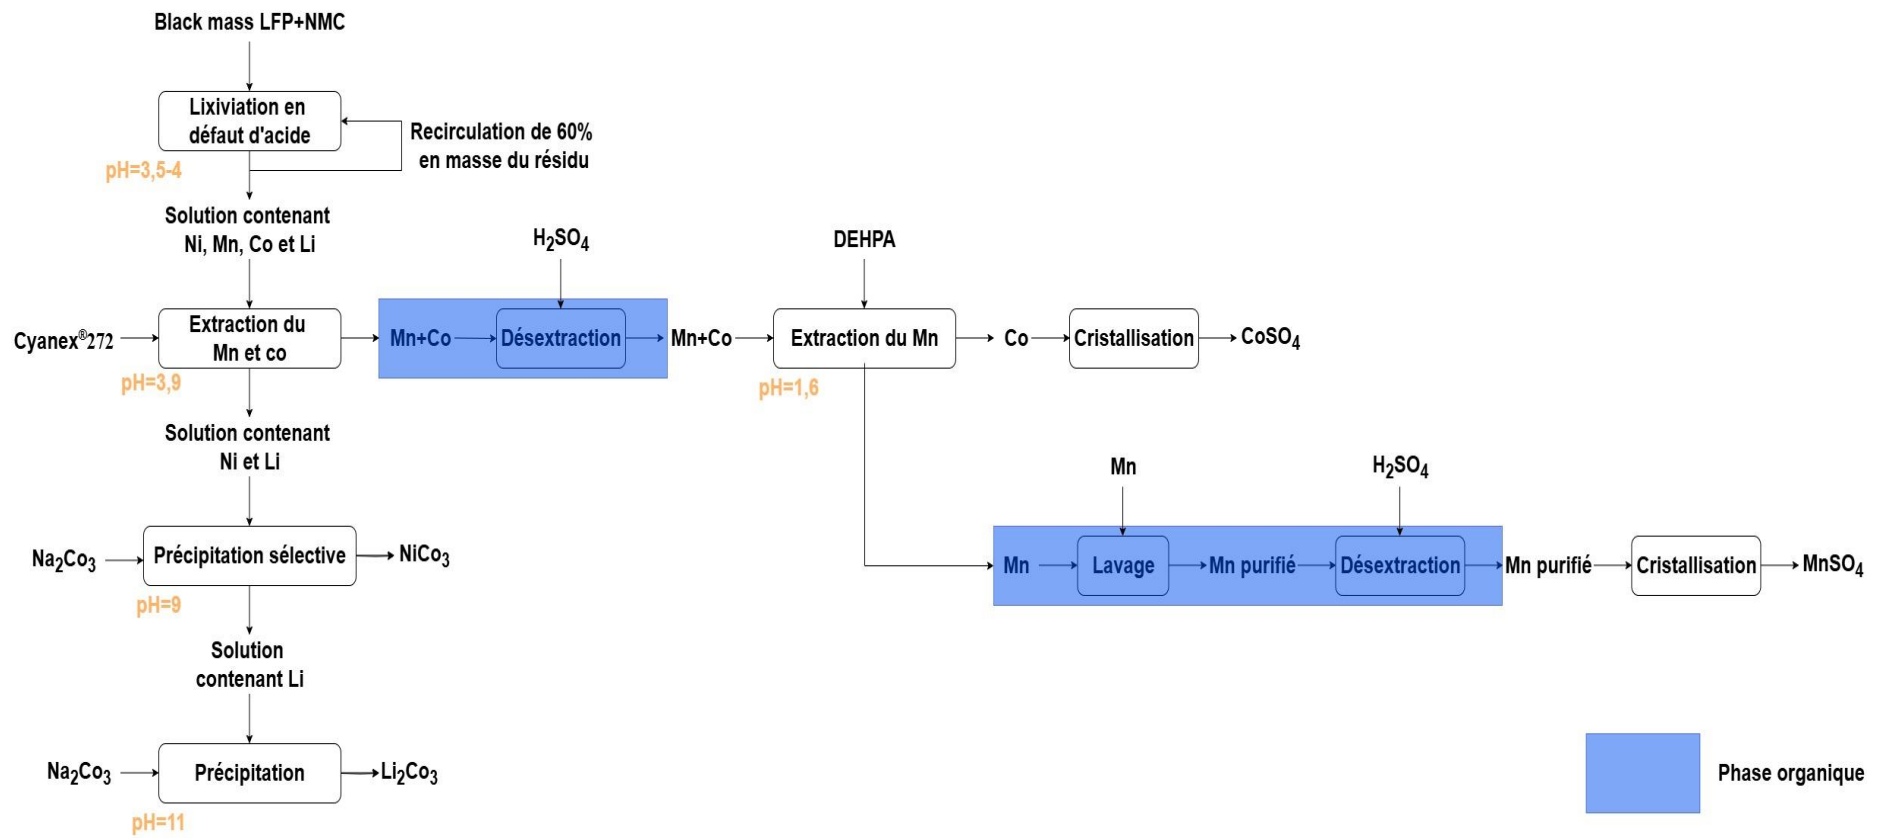 Black mass LFP+NMC
Lixiviation en
défaut d'acide
Recirculation de 60%
en masse du résidu
pH=3,5-4
Solution contenant
Ni, Mn, Co et Li
H2SO4
DEHPA
Cyanex®272
Extraction du
Mn et co
Mn+Co
Désextraction
Mn+Co
Extraction du Mn
Co
Cristallisation
CoSO4
pH=3,9
pH=1,6
Solution contenant
Ni et Li
Mn
H2SO4
Na2Co3
Précipitation sélective
NiCo3
Mn
Lavage
Mn purifié
Désextraction
Mn purifié
Cristallisation
MnSO4
pH=9
Solution
contenant Li
Na2Co3
Précipitation
Li2Co3
Phase organique
pH=11